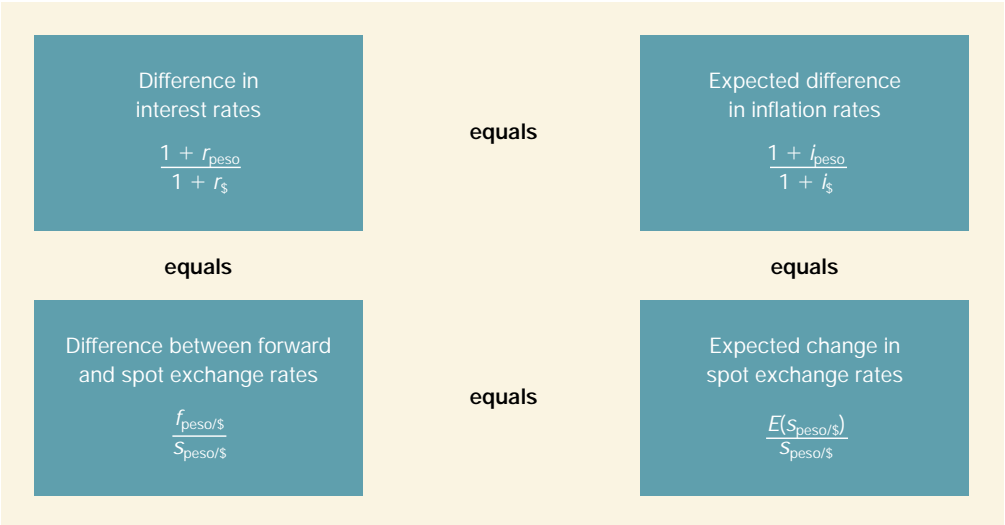 Difference in
interest rates
1 + r_peso
1 + r_$
equals
Expected difference
in inflation rates
1 + i_peso
1 + i_$
equals
equals
Difference between forward
and spot exchange rates
f_peso/$
s_peso/$
equals
Expected change in
spot exchange rates
E(s_peso/$)
s_peso/$